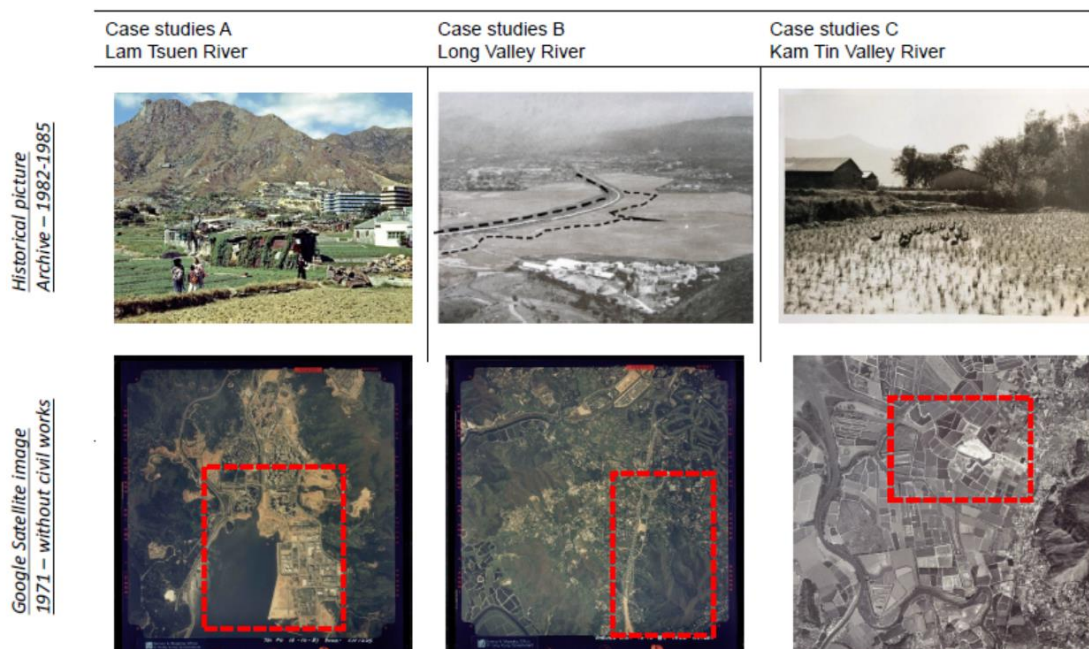 Case studies A
Lam Tsuen River
Case studies B
Long Valley River
Case studies C
Kam Tin Valley River
Historical picture
Archive – 1982-1985
Google Satellite image
1971 – without civil works